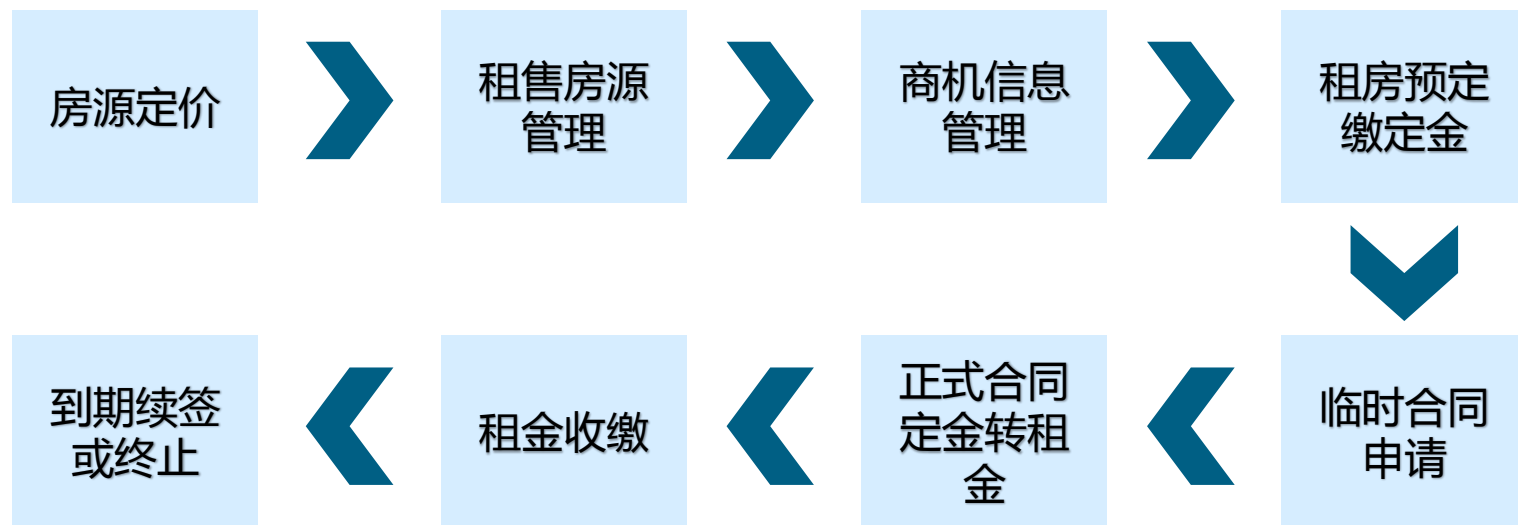 房源定价
租售房源
管理
商机信息
管理
租房预定
缴定金
临时合同
申请
正式合同
定金转租
金
租金收缴
到期续签
或终止